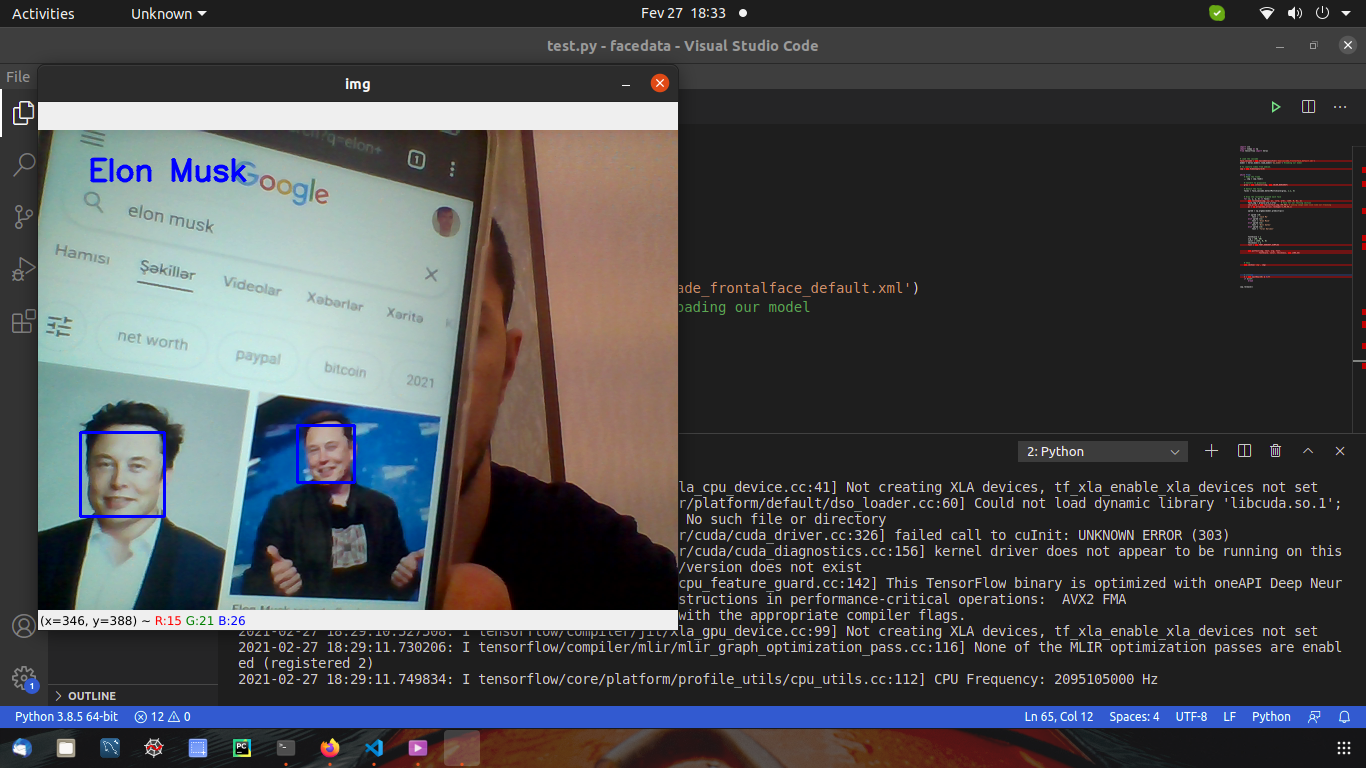 Activities
Unknown
Fev 27 18:33
test.py - facedata - Visual Studio Code
File
img
Elon Musk
q=elon+
1
Google
elon musk
Hamısı
Şəkillər
Videolar
Xəbərlər
Xəritə
net worth
paypal
bitcoin
2021
ade_frontalface_default.xml')
oading our model
2: Python
la_cpu_device.cc:41] Not creating XLA devices, tf_xla_enable_xla_devices not set
r/platform/default/dso_loader.cc:60] Could not load dynamic library 'libcuda.so.1';
No such file or directory
r/cuda/cuda_driver.cc:326] failed call to cuInit: UNKNOWN ERROR (303)
r/cuda/cuda_diagnostics.cc:156] kernel driver does not appear to be running on this
/version does not exist
cpu_feature_guard.cc:142] This TensorFlow binary is optimized with oneAPI Deep Neur
structions in performance-critical operations:  AVX2 FMA
with the appropriate compiler flags.
(x=346, y=388) ~ R:15 G:21 B:26
2021-02-27 18:29:10.527508: I tensorflow/compiler/jit/xla_gpu_device.cc:99] Not creating XLA devices, tf_xla_enable_xla_devices not set
2021-02-27 18:29:11.730206: I tensorflow/compiler/mlir/mlir_graph_optimization_pass.cc:116] None of the MLIR optimization passes are enabl
ed (registered 2)
2021-02-27 18:29:11.749834: I tensorflow/core/platform/profile_utils/cpu_utils.cc:112] CPU Frequency: 2095105000 Hz
1
OUTLINE
Python 3.8.5 64-bit
12
0
Ln 65, Col 12
Spaces: 4
UTF-8
LF
Python